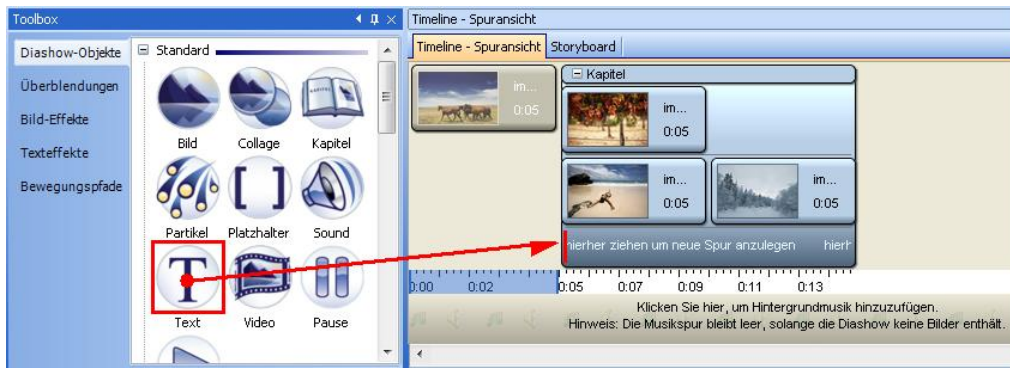 Toolbox
Diashow-Objekte
Überblendungen
Bild-Effekte
Texteffekte
Bewegungspfade
Standard
Bild
Collage
KAPITEL
Kapitel
Partikel
Platzhalter
Sound
T
Text
Video
Pause
Timeline - Spuransicht
Timeline - Spuransicht
Storyboard
im...
0:05
Kapitel
im...
0:05
im...
0:05
im...
0:05
hierher ziehen um neue Spur anzulegen hierh
0:00 0:02 0:05 0:07 0:09 0:11 0:13
Klicken Sie hier, um Hintergrundmusik hinzuzufügen.
Hinweis: Die Musikspur bleibt leer, solange die Diashow keine Bilder enthält.